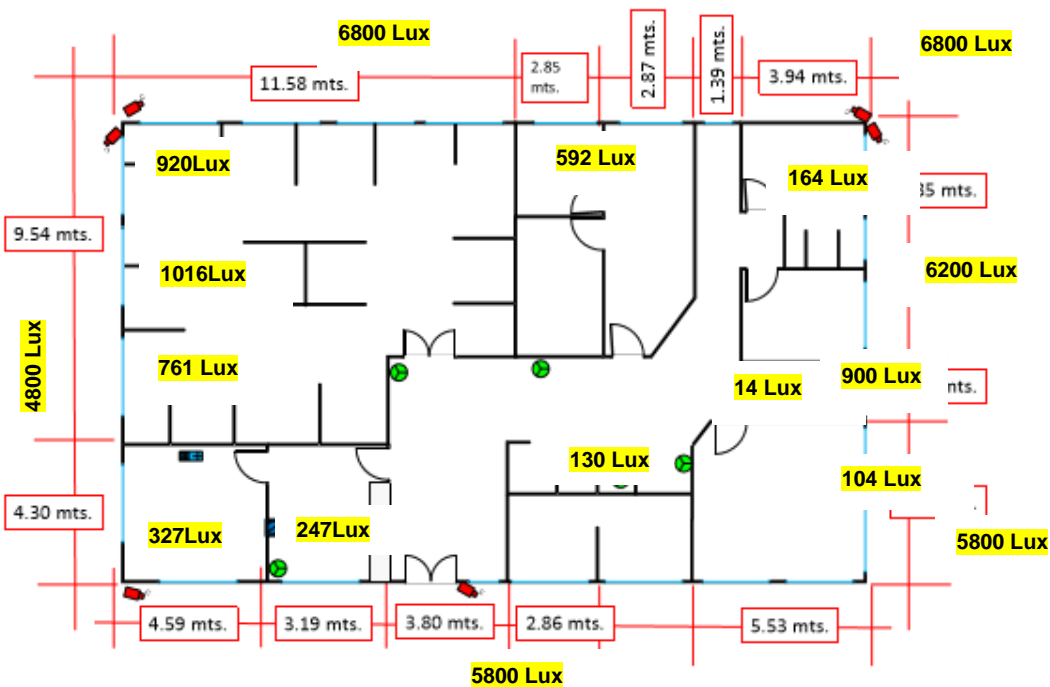 6800 Lux
6800 Lux
11.58 mts.
2.85
mts.
2.87 mts.
1.39 mts.
3.94 mts.
920Lux
592 Lux
164 Lux
35 mts.
9.54 mts.
1016Lux
6200 Lux
4800 Lux
761 Lux
14 Lux
900 Lux
mts.
130 Lux
104 Lux
4.30 mts.
327Lux
247Lux
5800 Lux
4.59 mts.
3.19 mts.
3.80 mts.
2.86 mts.
5.53 mts.
5800 Lux